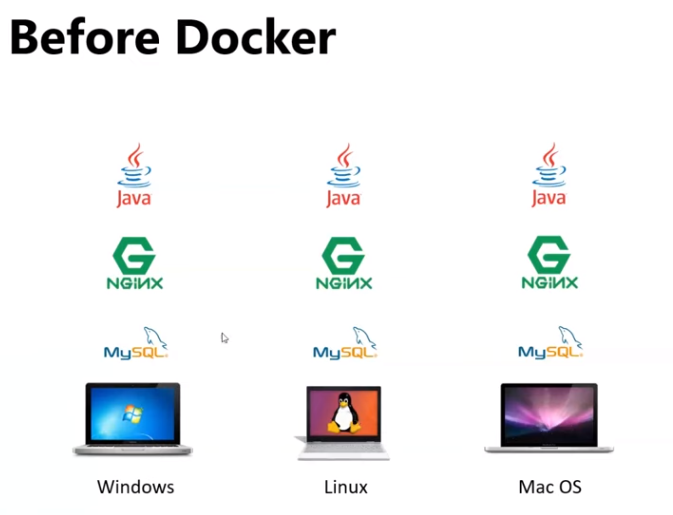 Before Docker
Java Java Java
NGINX NGINX NGINX
MySQL MySQL MySQL
Windows Linux Mac OS